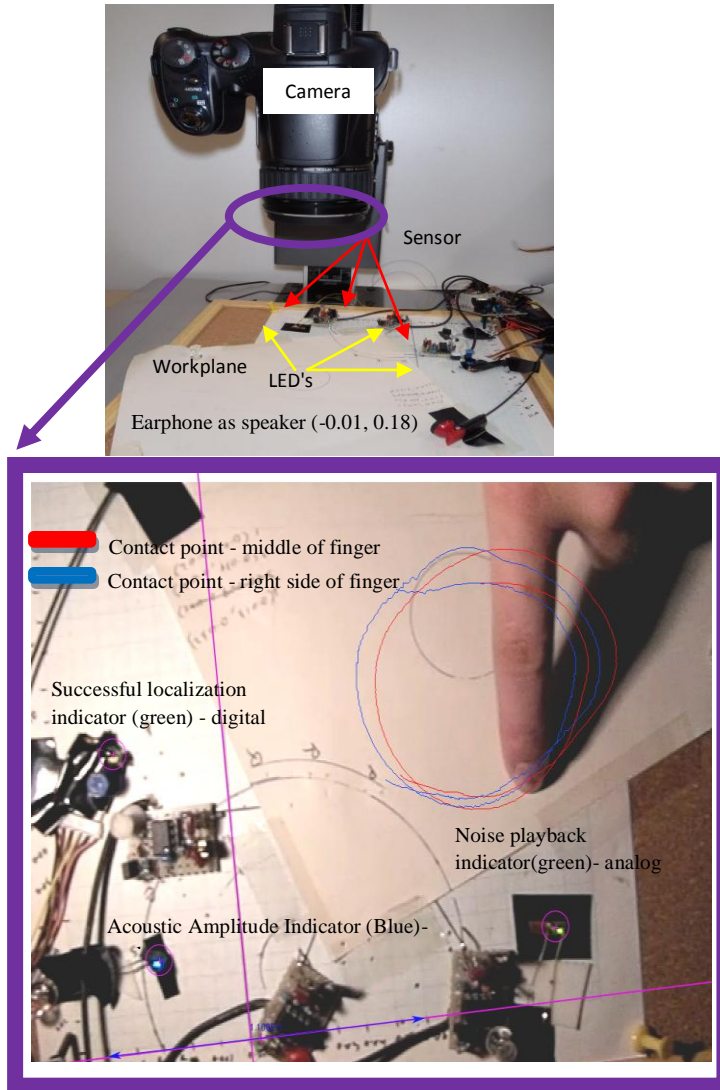 Camera
Sensor
Workplane
LED's
Earphone as speaker (-0.01, 0.18)
Contact point - middle of finger
Contact point - right side of finger
Successful localization
indicator (green) - digital
Noise playback
indicator(green)- analog
Acoustic Amplitude Indicator (Blue)-